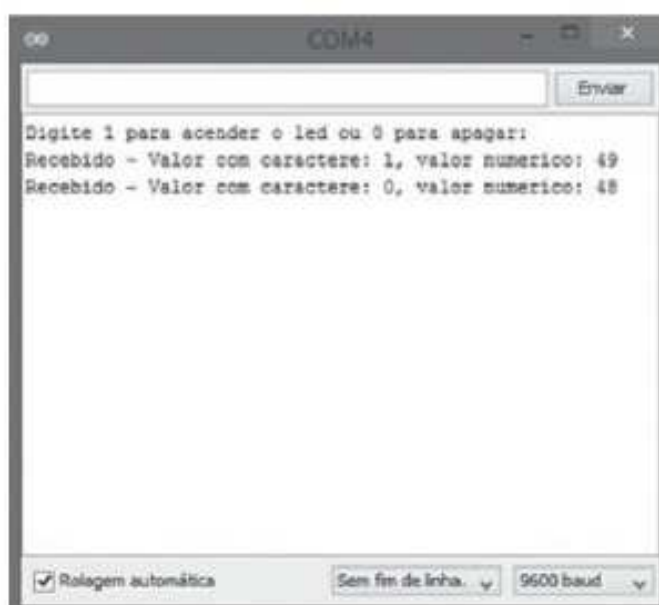 COM4
Enviar
Digite 1 para acender o led ou 0 para apagar:
Recebido - Valor com caractere: 1, valor numerico: 49
Recebido - Valor com caractere: 0, valor numerico: 48
Rolagem automática
Sem fim de linha.
9600 baud